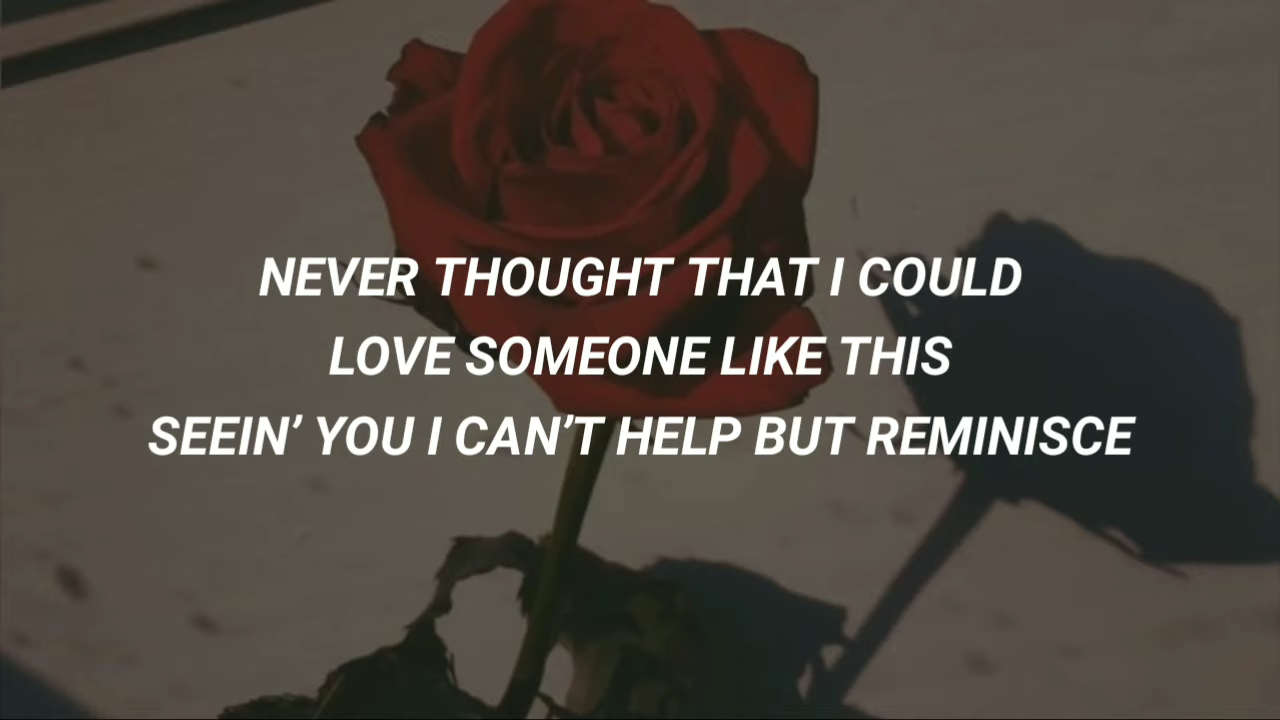 NEVER THOUGHT THAT I COULD
LOVE SOMEONE LIKE THIS
SEEIN’ YOU I CAN’T HELP BUT REMINISCE